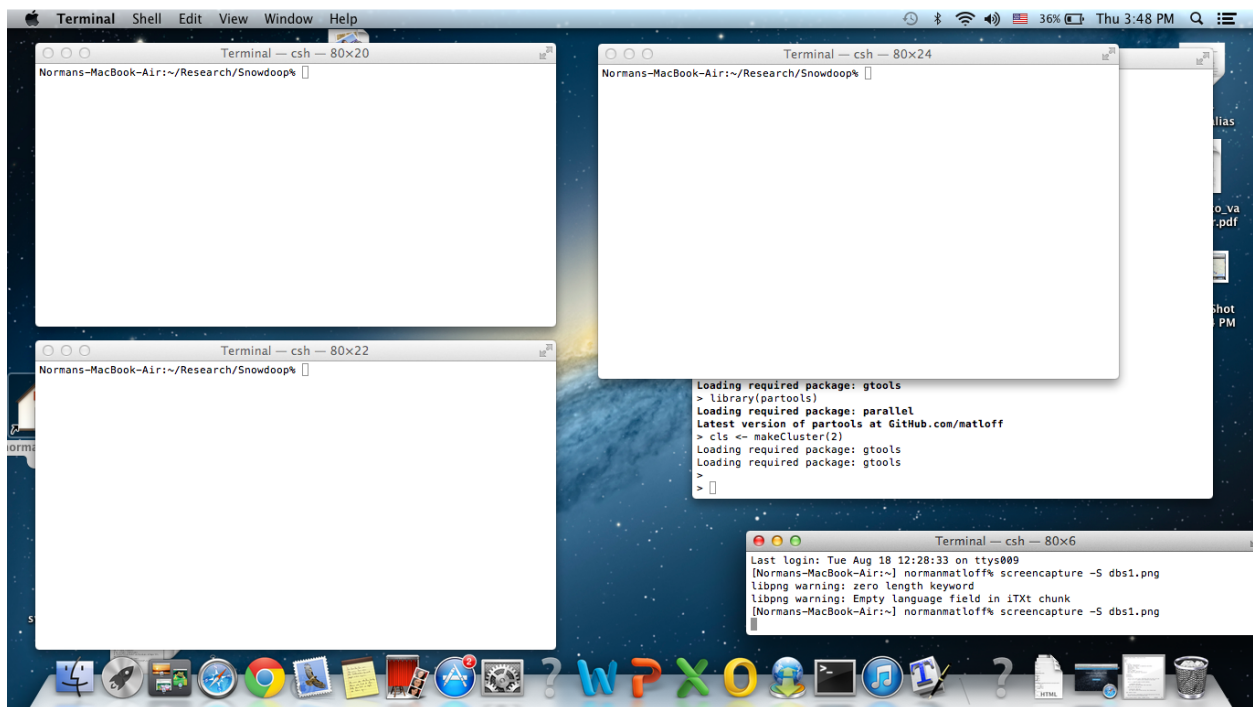 Terminal Shell Edit View Window Help 36% Thu 3:48 PM
Terminal — csh — 80×20
Normans-MacBook-Air:~/Research/Snowdoop%
Terminal — csh — 80×24
Normans-MacBook-Air:~/Research/Snowdoop%
alias
.pdf
PM
Terminal — csh — 80×22
Normans-MacBook-Air:~/Research/Snowdoop%
Loading required package: gtools
> library(partools)
Loading required package: parallel
Latest version of partools at GitHub.com/matloff
> cls <- makeCluster(2)
Loading required package: gtools
Loading required package: gtools
>
>
Terminal — csh — 80×6
Last login: Tue Aug 18 12:28:33 on ttys009
[Normans-MacBook-Air:~] normanmatloff% screencapture -S dbs1.png
libpng warning: zero length keyword
libpng warning: Empty language field in iTXt chunk
[Normans-MacBook-Air:~] normanmatloff% screencapture -S dbs1.png
2
HTML